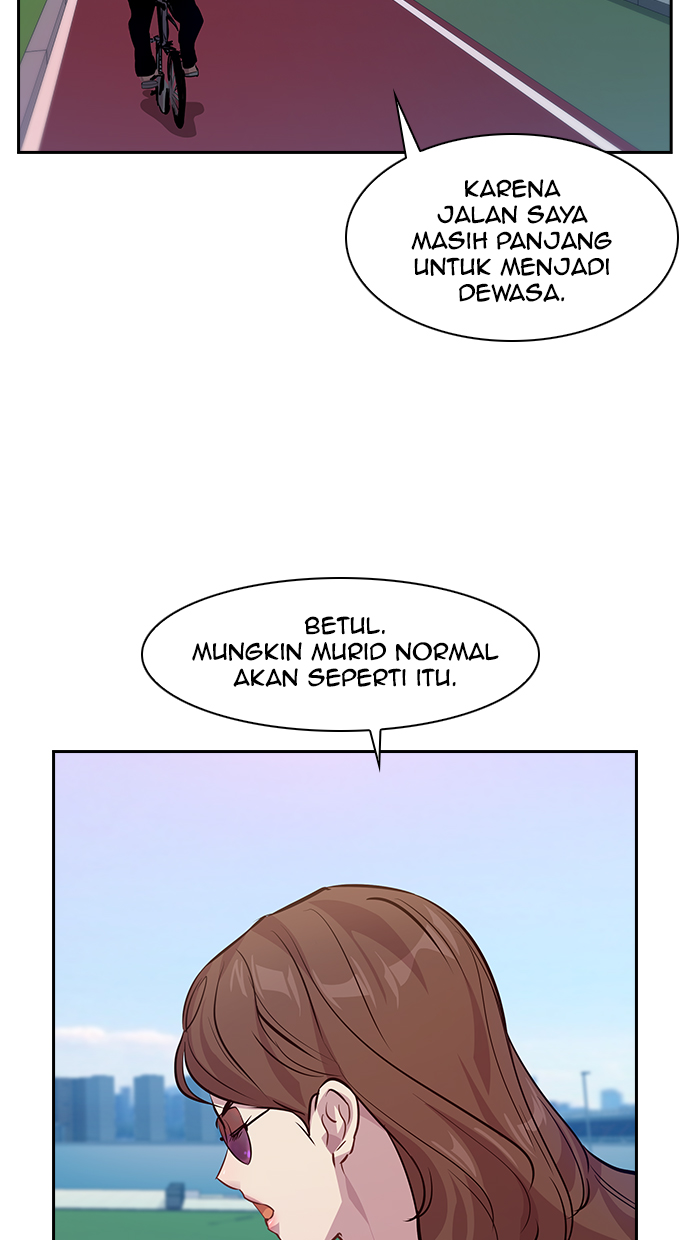 KARENA
JALAN SAYA
MASIH PANJANG
UNTUK MENJADI
DEWASA.
BETUL.
MUNGKIN MURID NORMAL
AKAN SEPERTI ITU.